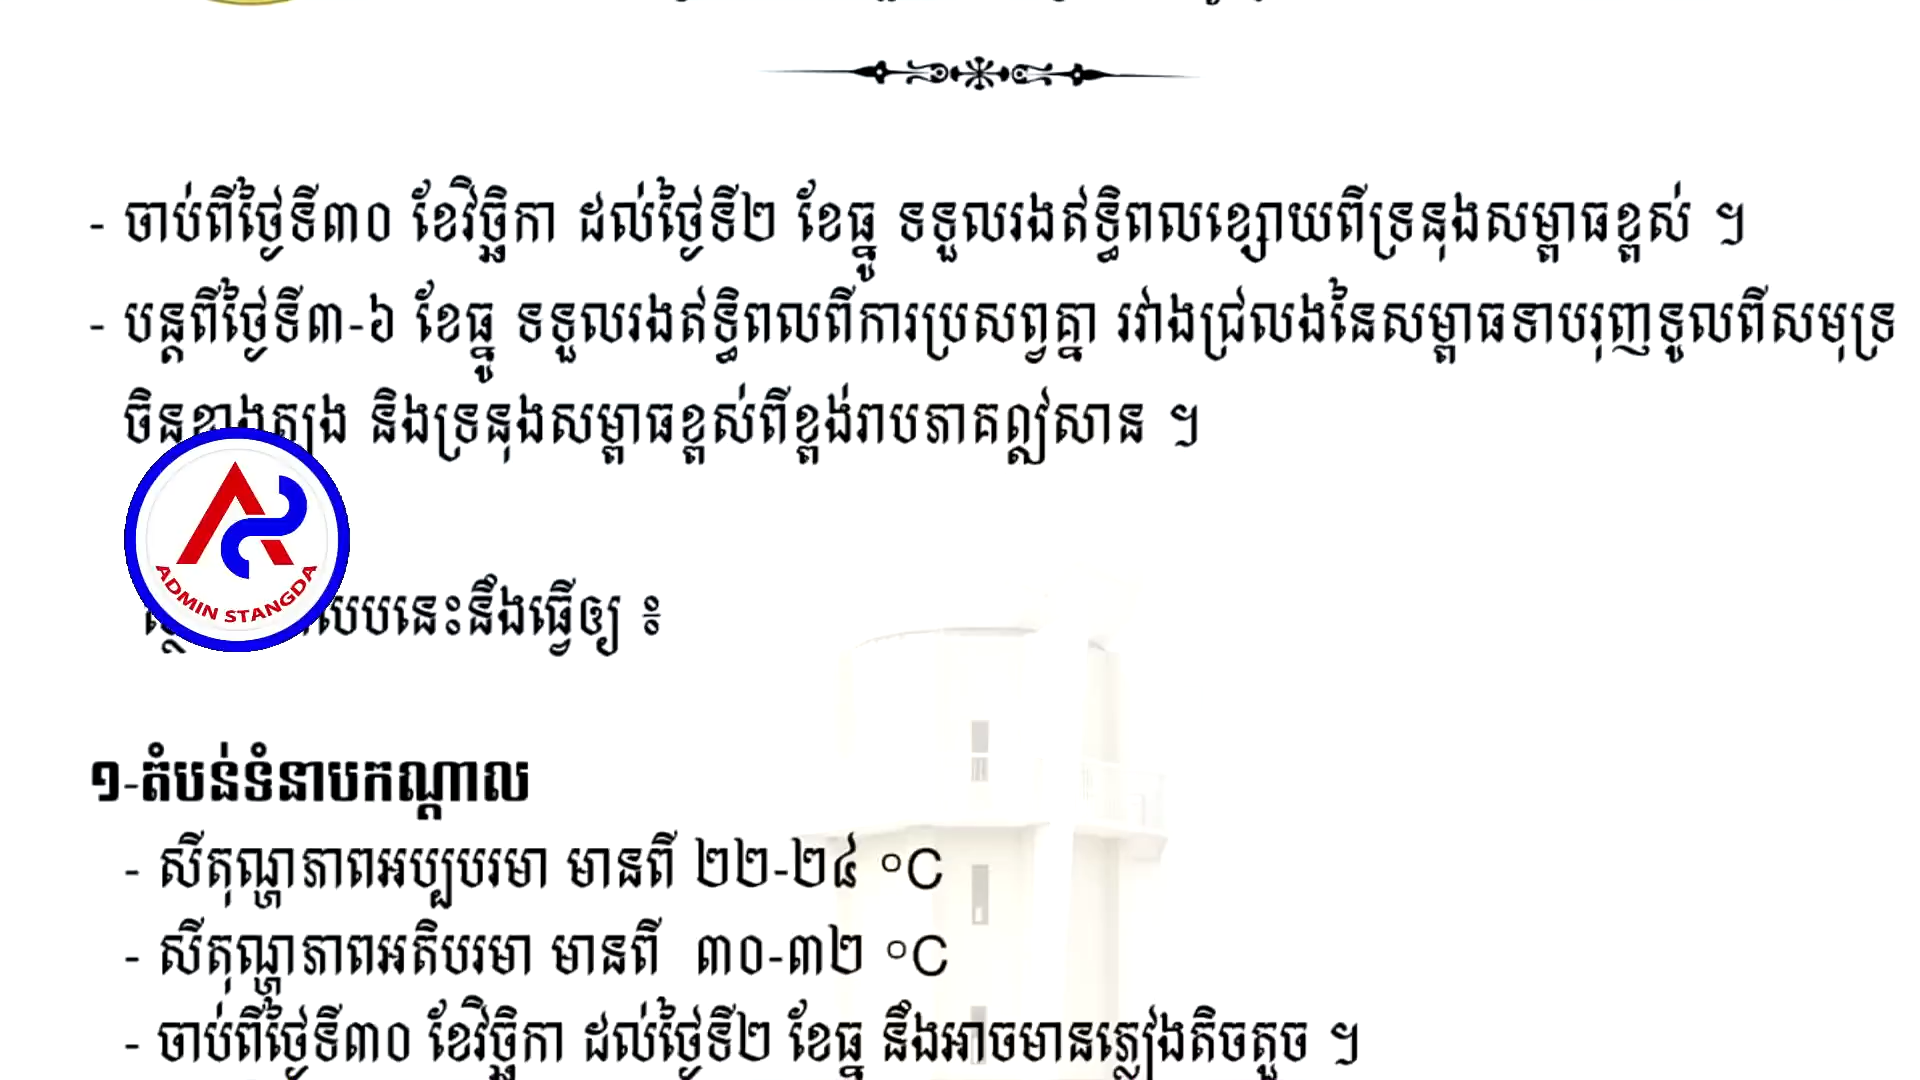 - ចាប់ពីថ្ងៃទី៣០ ខែវិច្ឆិកា ដល់ថ្ងៃទី២ ខែធ្នូ ទទួលរងឥទ្ធិពលខ្សោយពីទ្រនុងសម្ពាធខ្ពស់ ។
- បន្តពីថ្ងៃទី៣-៦ ខែធ្នូ ទទួលរងឥទ្ធិពលពីការប្រសព្វគ្នា រវាងជ្រលងនៃសម្ពាធទាបរុញទូលពីសមុទ្រ
ចិនខាងត្បូង និងទ្រនុងសម្ពាធខ្ពស់ពីខ្ពង់រាបភាគឦសាន ។
ADMIN STANGDA
បែបនេះនឹងធ្វើឲ្យ ៖
១-តំបន់ទំនាបកណ្តាល
- សីតុណ្ហភាពអប្បបរមា មានពី ២២-២៤ °C
- សីតុណ្ហភាពអតិបរមា មានពី ៣០-៣២ °C
- ចាប់ពីថ្ងៃទី៣០ ខែវិច្ឆិកា ដល់ថ្ងៃទី២ ខែធ្នូ នឹងអាចមានភ្លៀងតិចតួច ។